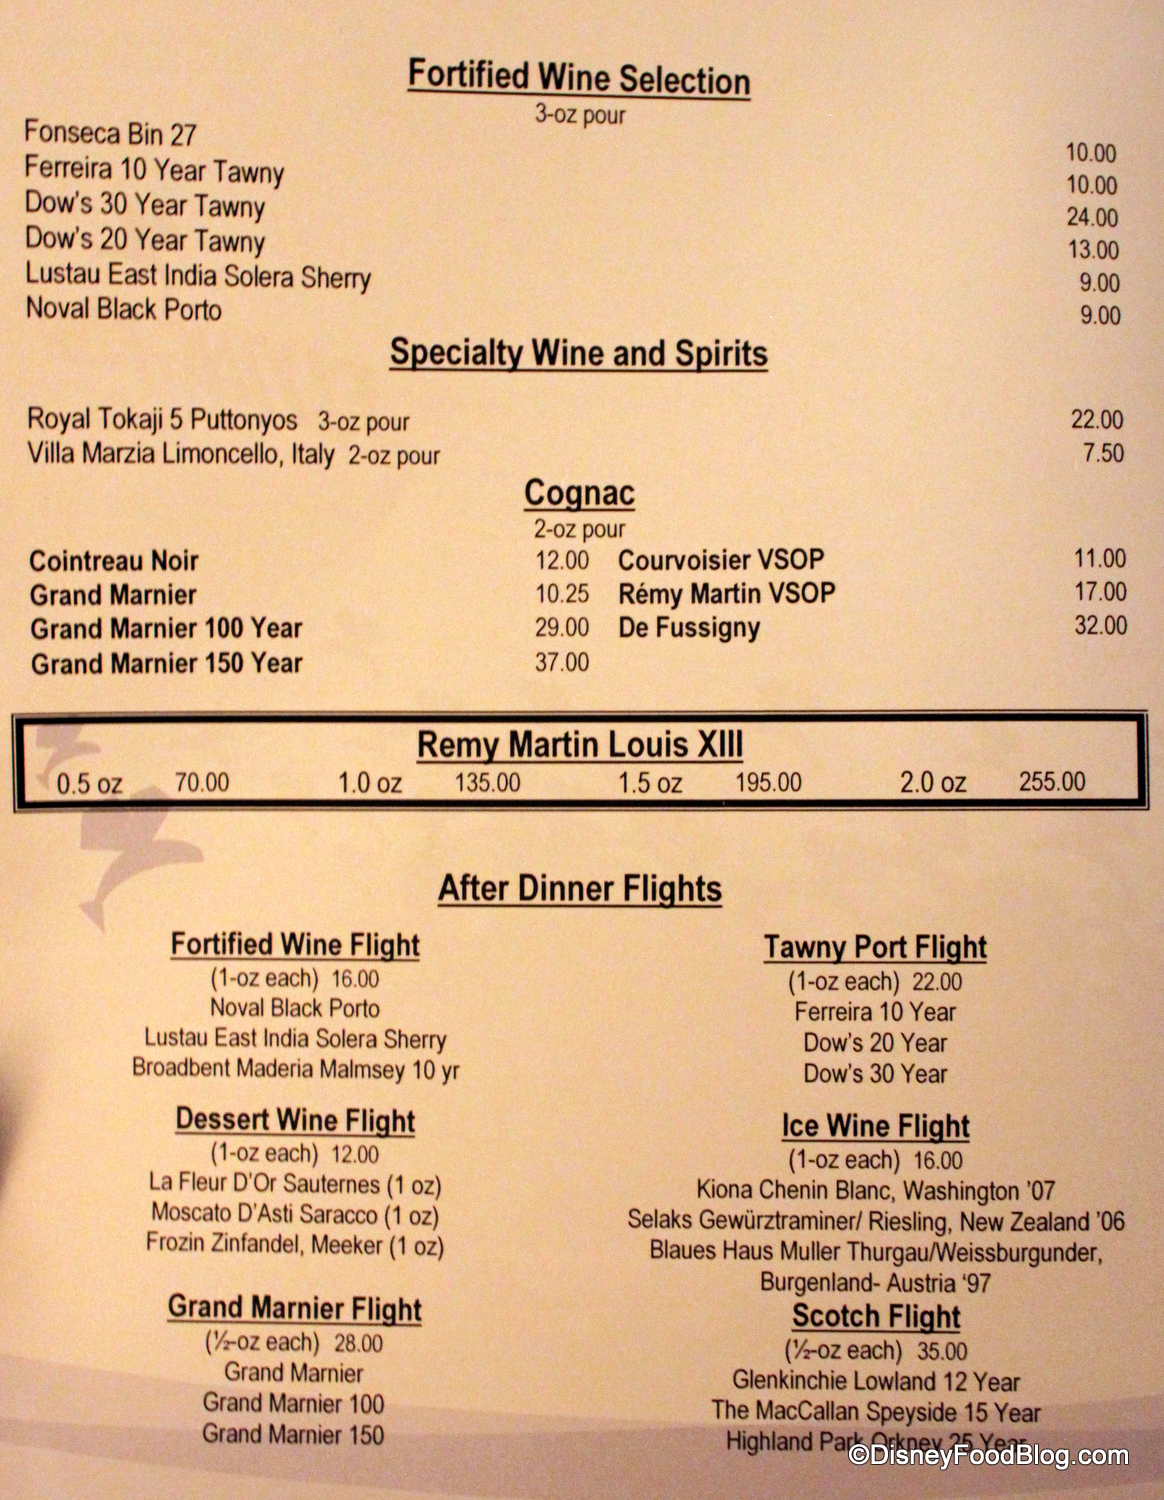 Fortified Wine Selection
3-oz pour
Fonseca Bin 27 10.00
Ferreira 10 Year Tawny 10.00
Dow's 30 Year Tawny 24.00
Dow's 20 Year Tawny 13.00
Lustau East India Solera Sherry 9.00
Noval Black Porto 9.00
Specialty Wine and Spirits
Royal Tokaji 5 Puttonyos 3-oz pour 22.00
Villa Marzia Limoncello, Italy 2-oz pour 7.50
Cognac
2-oz pour
Cointreau Noir 12.00 Courvoisier VSOP 11.00
Grand Marnier 10.25 Rémy Martin VSOP 17.00
Grand Marnier 100 Year 29.00 De Fussigny 32.00
Grand Marnier 150 Year 37.00
Remy Martin Louis XIII
0.5 oz 70.00 1.0 oz 135.00 1.5 oz 195.00 2.0 oz 255.00
After Dinner Flights
Fortified Wine Flight
(1-oz each) 16.00
Noval Black Porto
Lustau East India Solera Sherry
Broadbent Maderia Malmsey 10 yr
Tawny Port Flight
(1-oz each) 22.00
Ferreira 10 Year
Dow's 20 Year
Dow's 30 Year
Dessert Wine Flight
(1-oz each) 12.00
La Fleur D'Or Sauternes (1 oz)
Moscato D'Asti Saracco (1 oz)
Frozin Zinfandel, Meeker (1 oz)
Ice Wine Flight
(1-oz each) 16.00
Kiona Chenin Blanc, Washington '07
Selaks Gewürztraminer/ Riesling, New Zealand '06
Blaues Haus Muller Thurgau/Weissburgunder,
Burgenland- Austria ‘97
Grand Marnier Flight
(½-oz each) 28.00
Grand Marnier
Grand Marnier 100
Grand Marnier 150
Scotch Flight
(½-oz each) 35.00
Glenkinchie Lowland 12 Year
The MacCallan Speyside 15 Year
Highland Park Orkney 25 Year
©DisneyFoodBlog.com